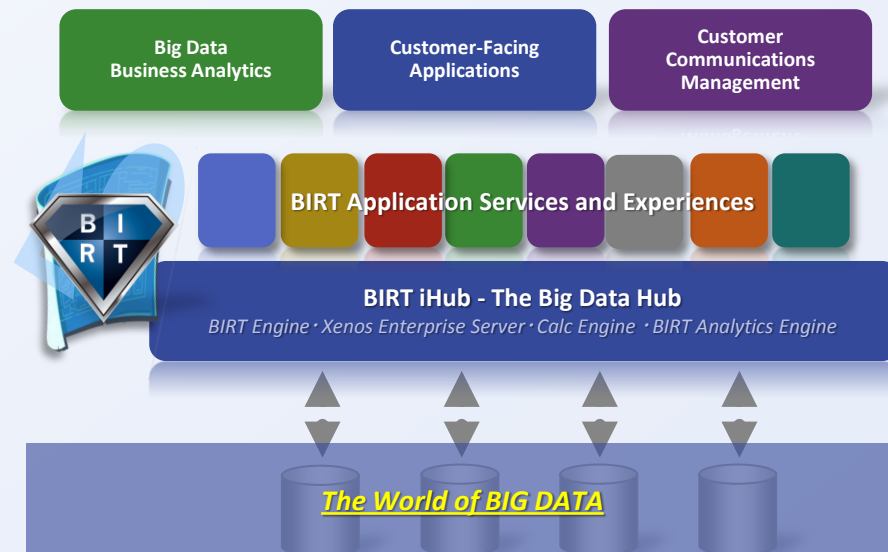 Big Data
Business Analytics
Customer-Facing
Applications
Customer
Communications
Management
BIRT Application Services and Experiences
B I
R T
BIRT iHub - The Big Data Hub
BIRT Engine · Xenos Enterprise Server · Calc Engine · BIRT Analytics Engine
The World of BIG DATA